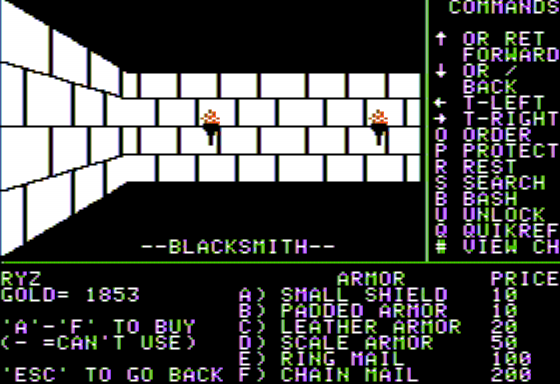 COMMANDS
↑ OR RET
FORWARD
↓ OR /
BACK
← T-LEFT
→ T-RIGHT
O ORDER
P PROTECT
R REST
S SEARCH
B BASH
U UNLOCK
Q QUIKREF
# VIEW CH
--BLACKSMITH--
RYZ ARMOR PRICE
GOLD= 1853 A) SMALL SHIELD 10
B) PADDED ARMOR 10
'A'-'F' TO BUY C) LEATHER ARMOR 20
(- =CAN'T USE) D) SCALE ARMOR 50
E) RING MAIL 100
'ESC' TO GO BACK F) CHAIN MAIL 200